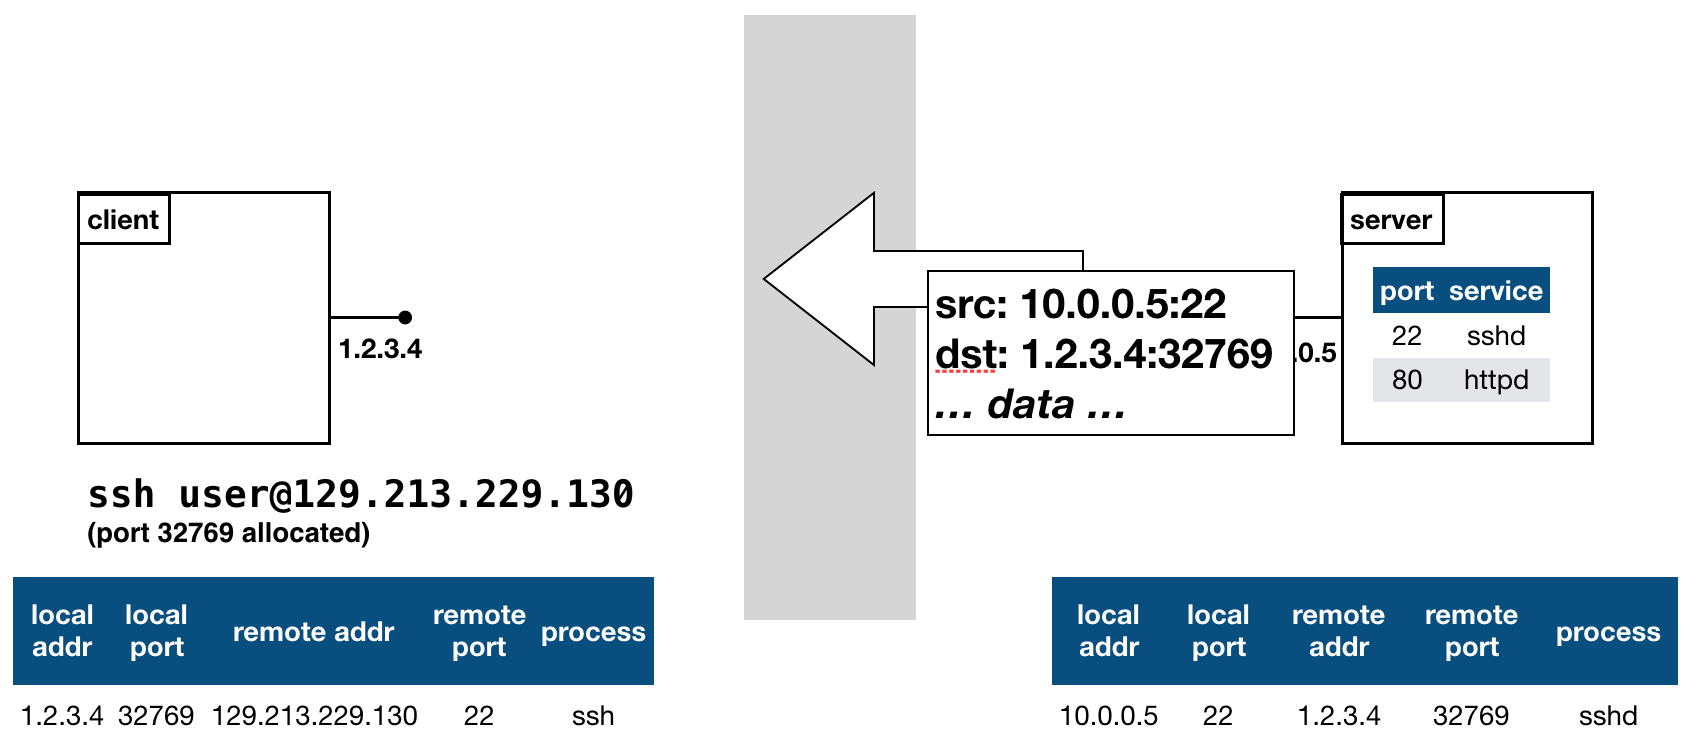 client
1.2.3.4
src: 10.0.0.5:22
dst: 1.2.3.4:32769
... data ...
.0.5
server
port service
22 sshd
80 httpd
ssh user@129.213.229.130
(port 32769 allocated)
local addr local port remote addr remote port process
1.2.3.4 32769 129.213.229.130 22 ssh
local addr local port remote addr remote port process
10.0.0.5 22 1.2.3.4 32769 sshd